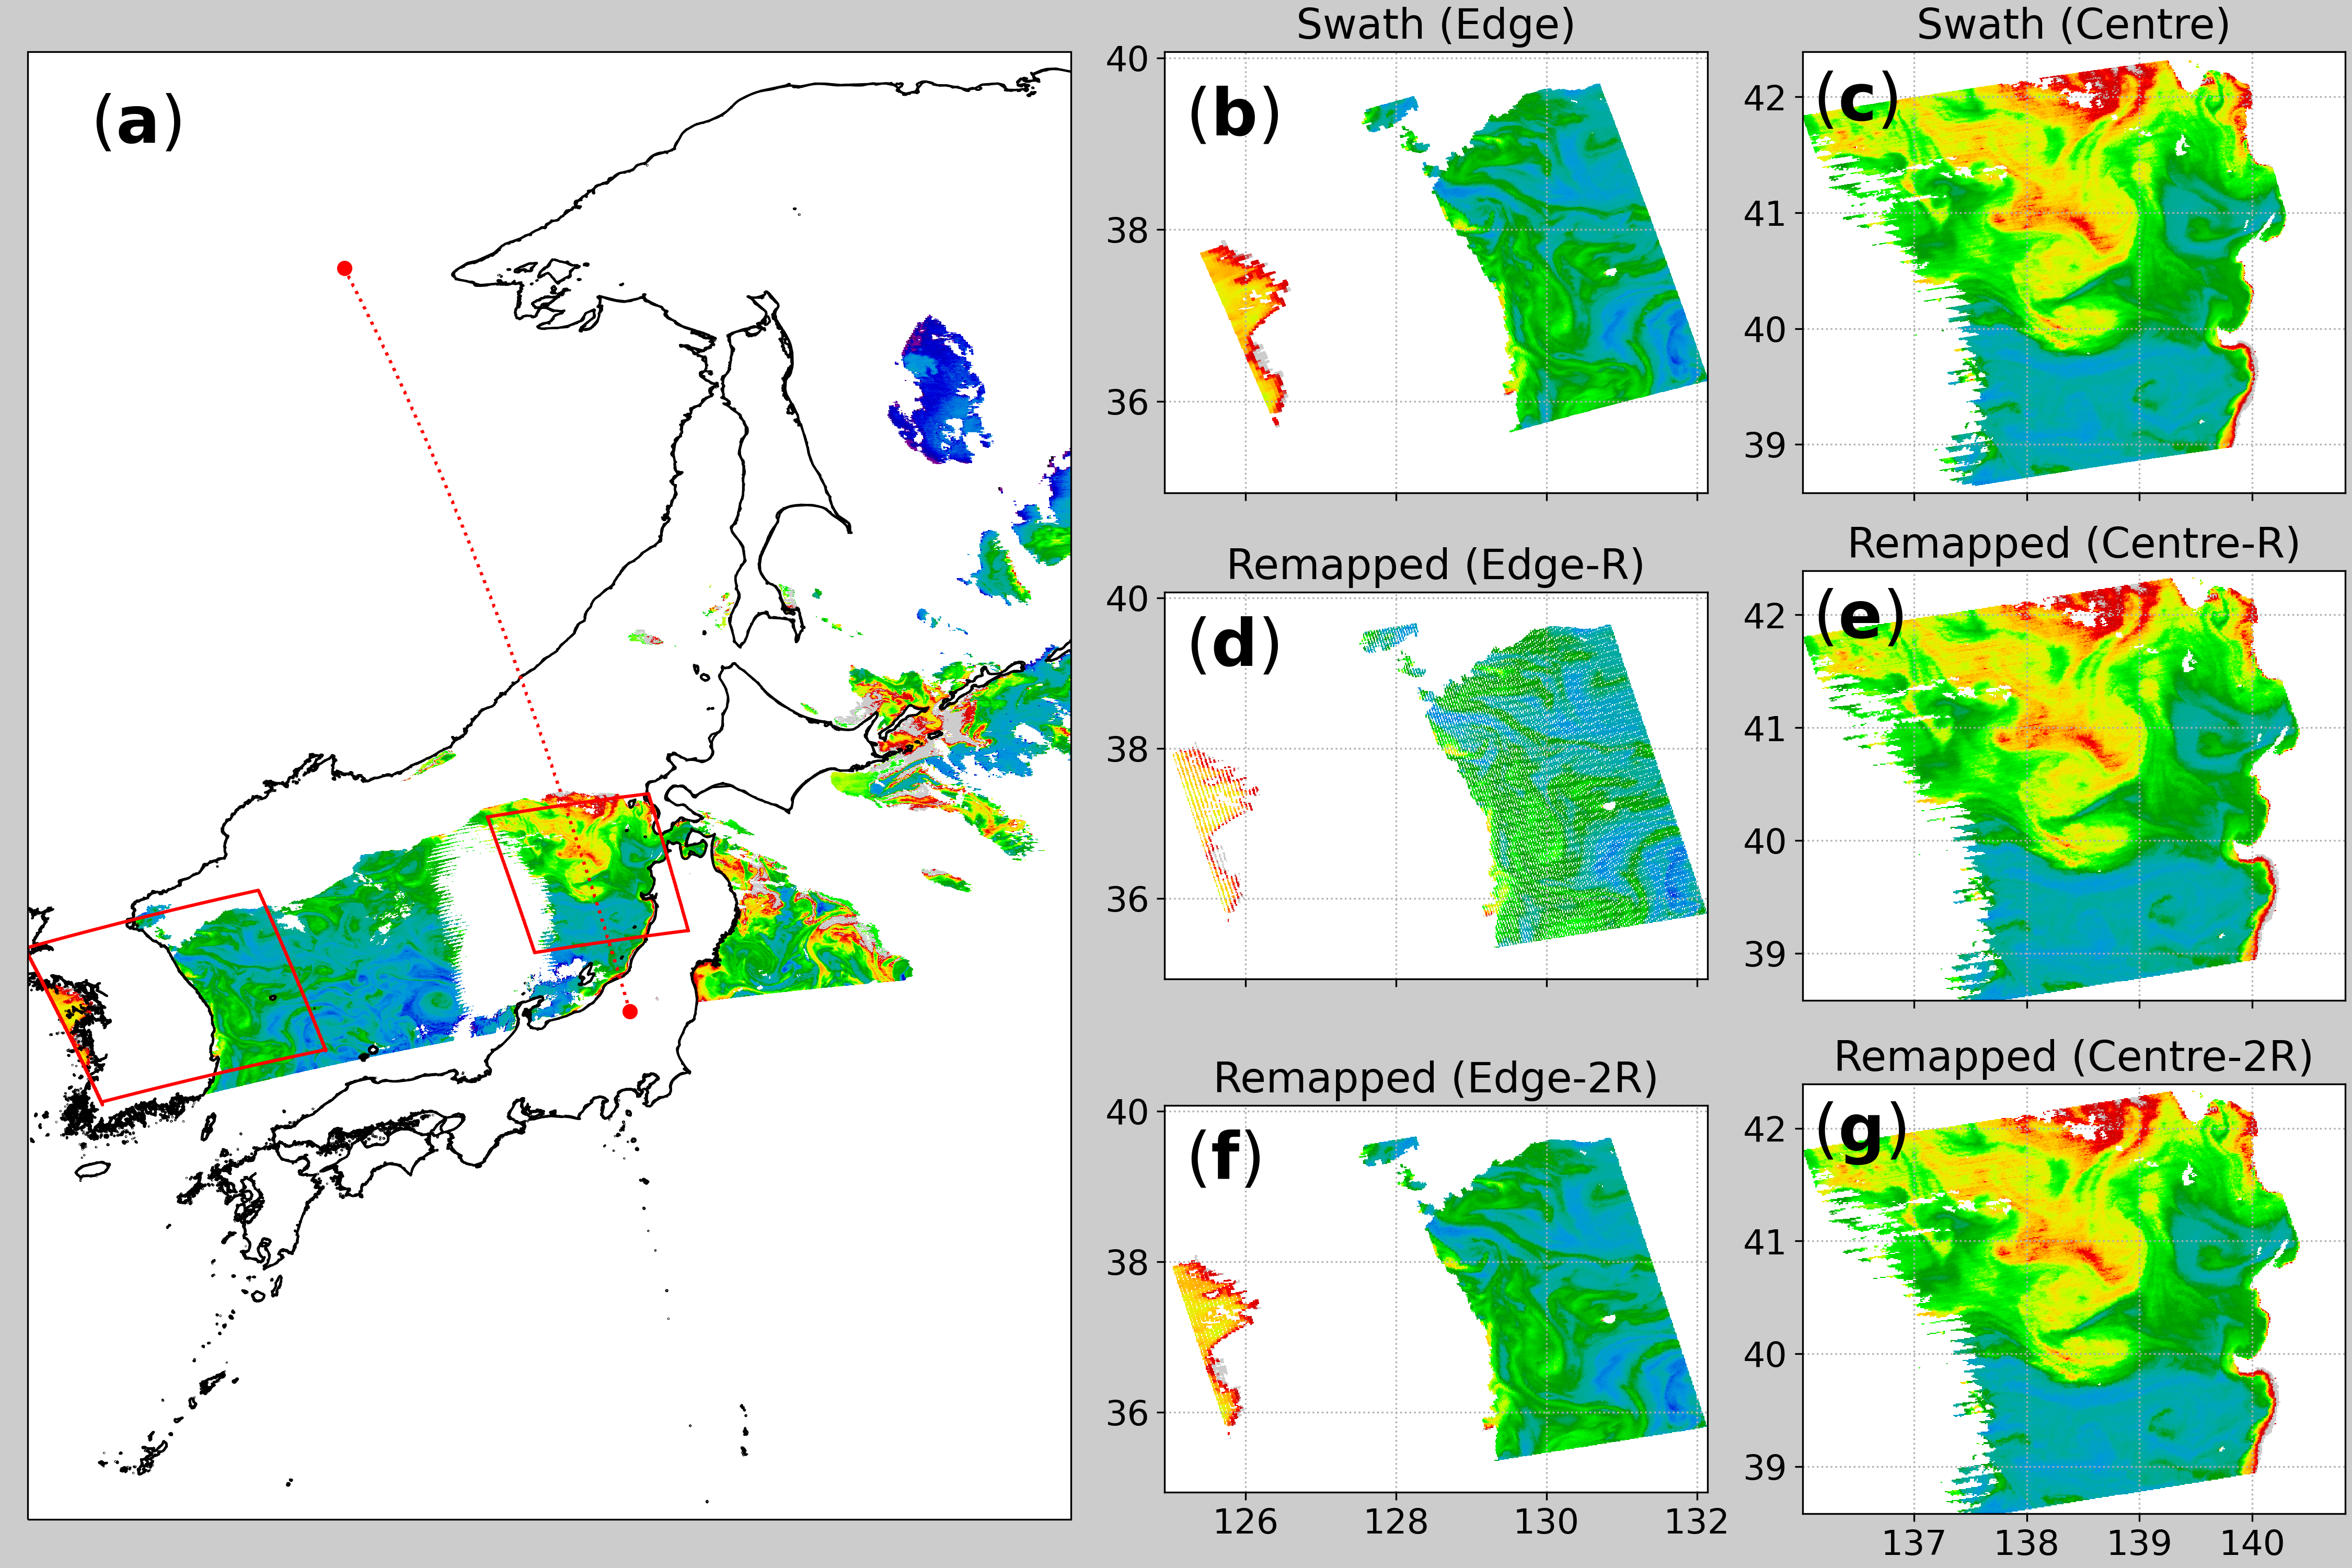 (a)
Swath (Edge)
(b)
40
38
36
Swath (Centre)
(c)
42
41
40
39
Remapped (Edge-R)
(d)
40
38
36
Remapped (Centre-R)
(e)
42
41
40
39
Remapped (Edge-2R)
(f)
40
38
36
126 128 130 132
Remapped (Centre-2R)
(g)
42
41
40
39
137 138 139 140